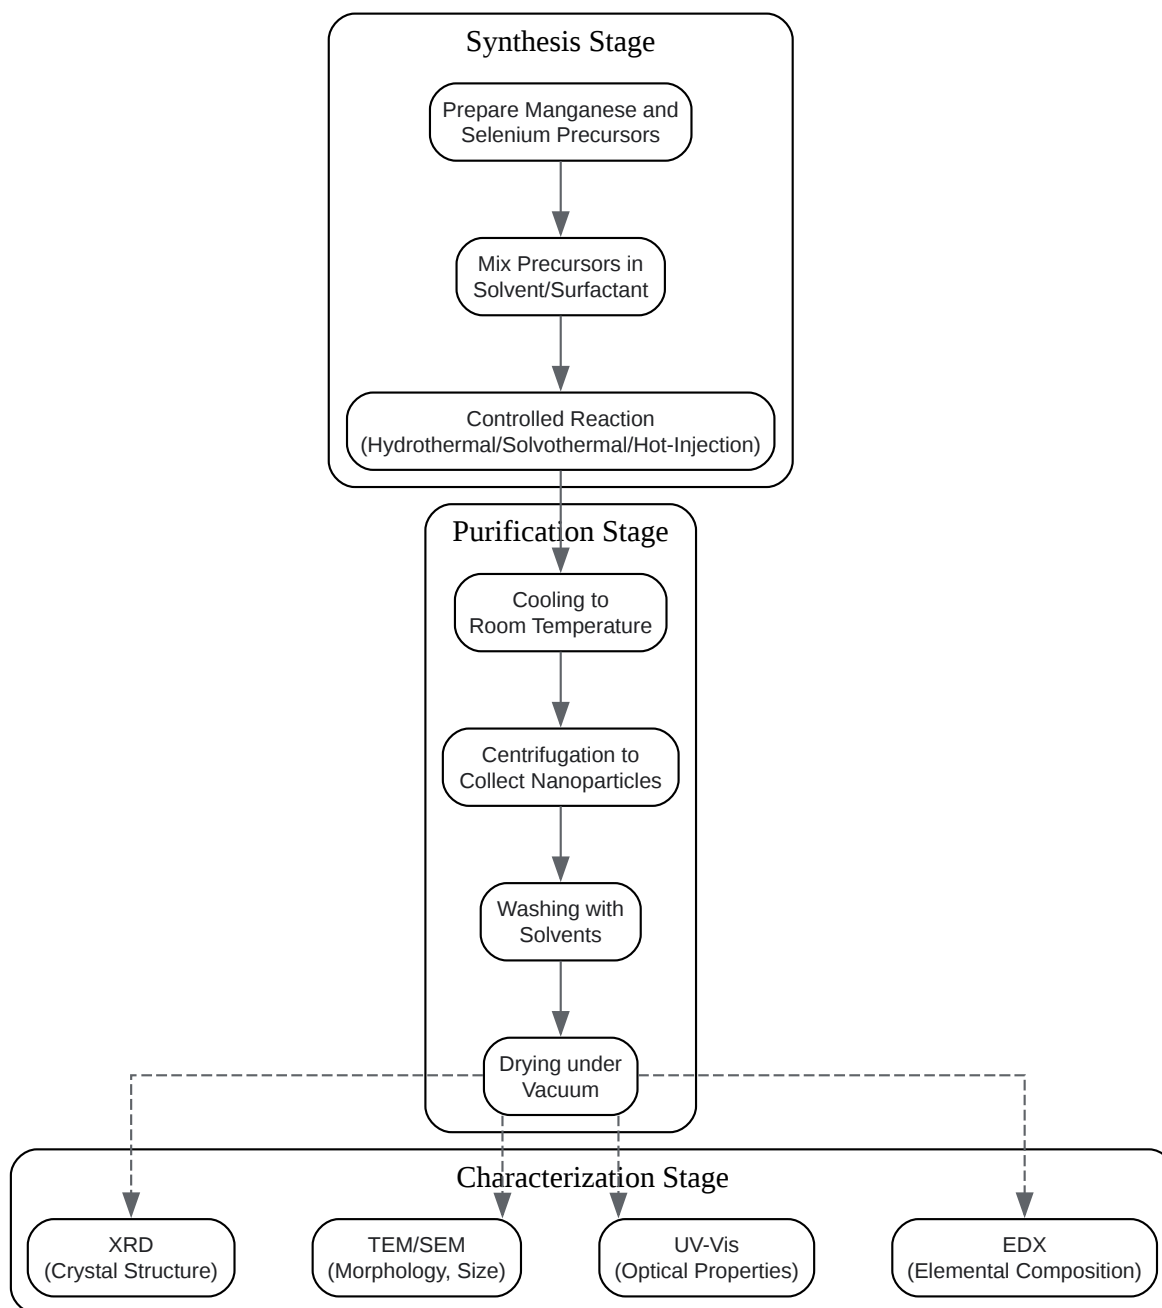 Synthesis Stage
Prepare Manganese and
Selenium Precursors
Mix Precursors in
Solvent/Surfactant
Controlled Reaction
(Hydrothermal/Solvothermal/Hot-Injection)
Purification Stage
Cooling to
Room Temperature
Centrifugation to
Collect Nanoparticles
Washing with
Solvents
Drying under
Vacuum
Characterization Stage
XRD
(Crystal Structure)
TEM/SEM
(Morphology, Size)
UV-Vis
(Optical Properties)
EDX
(Elemental Composition)